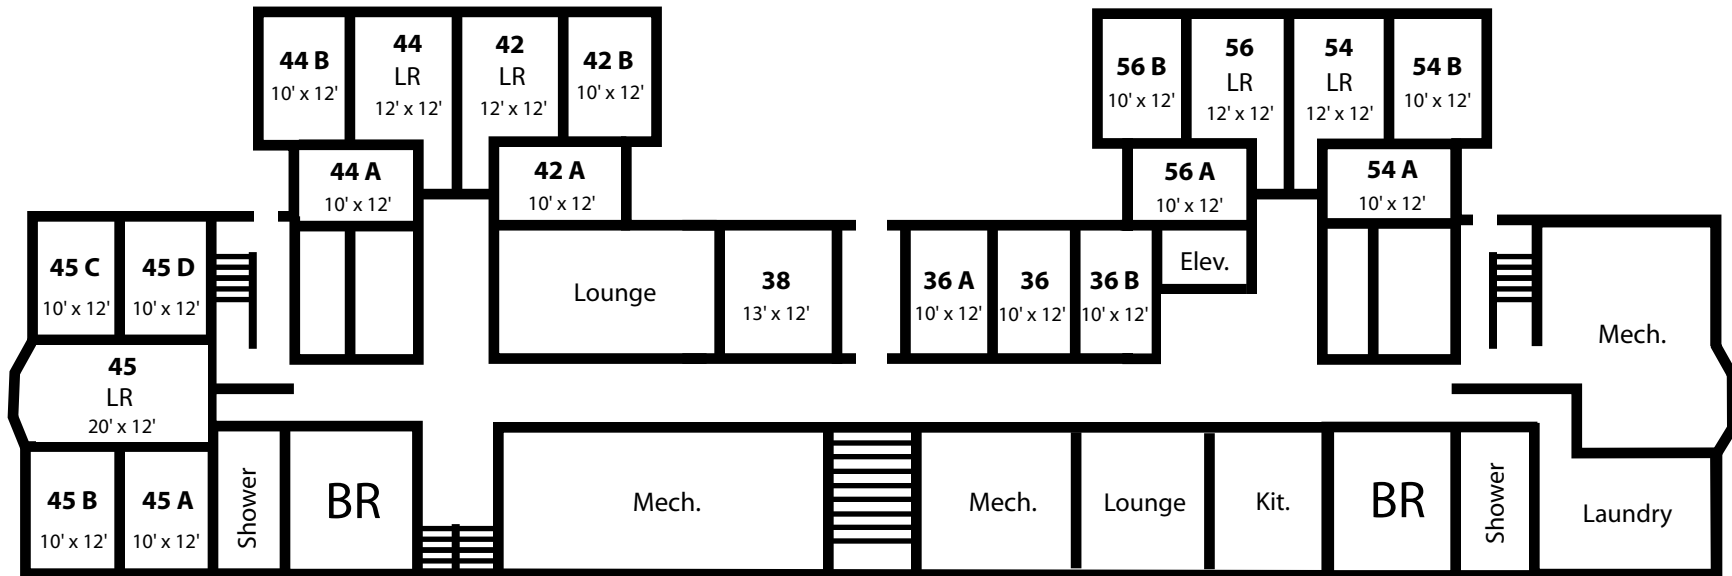 44 B
10' x 12'
44
LR
12' x 12'
42
LR
12' x 12'
42 B
10' x 12'
56 B
10' x 12'
56
LR
12' x 12'
54
LR
12' x 12'
54 B
10' x 12'
44 A
10' x 12'
42 A
10' x 12'
56 A
10' x 12'
54 A
10' x 12'
45 C
10' x 12'
45 D
10' x 12'
Lounge
38
13' x 12'
36 A
10' x 12'
36
10' x 12'
36 B
10' x 12'
Elev.
Mech.
45
LR
20' x 12'
45 B
10' x 12'
45 A
10' x 12'
Shower
BR
Mech.
Mech.
Lounge
Kit.
BR
Shower
Laundry